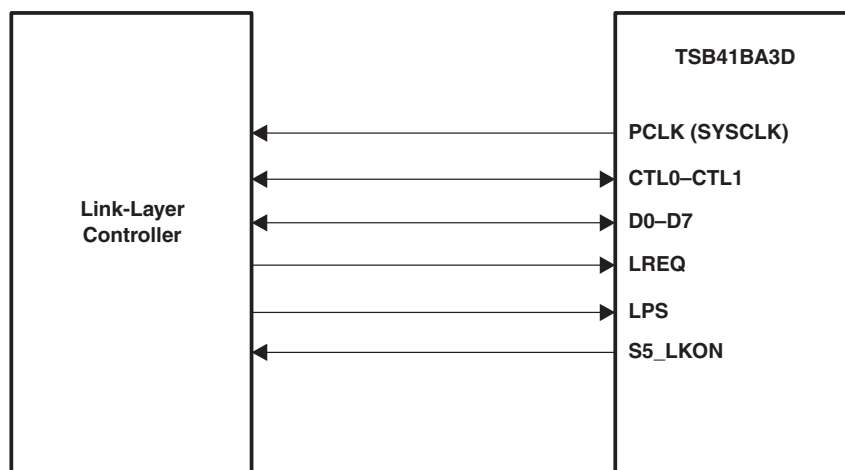 TSB41BA3D
PCLK (SYSCLK)
CTL0–CTL1
Link-Layer
Controller
D0–D7
LREQ
LPS
S5_LKON